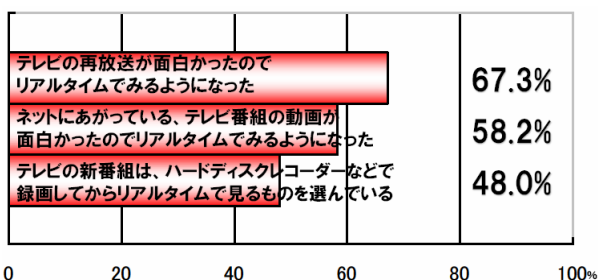 テレビの再放送が面白かったので
リアルタイムでみるようになった
67.3%
ネットにあがっている、テレビ番組の動画が
面白かったのでリアルタイムでみるようになった
58.2%
テレビの新番組は、ハードディスクレコーダーなどで
録画してからリアルタイムで見るものを選んでいる
48.0%
0 20 40 60 80 100%